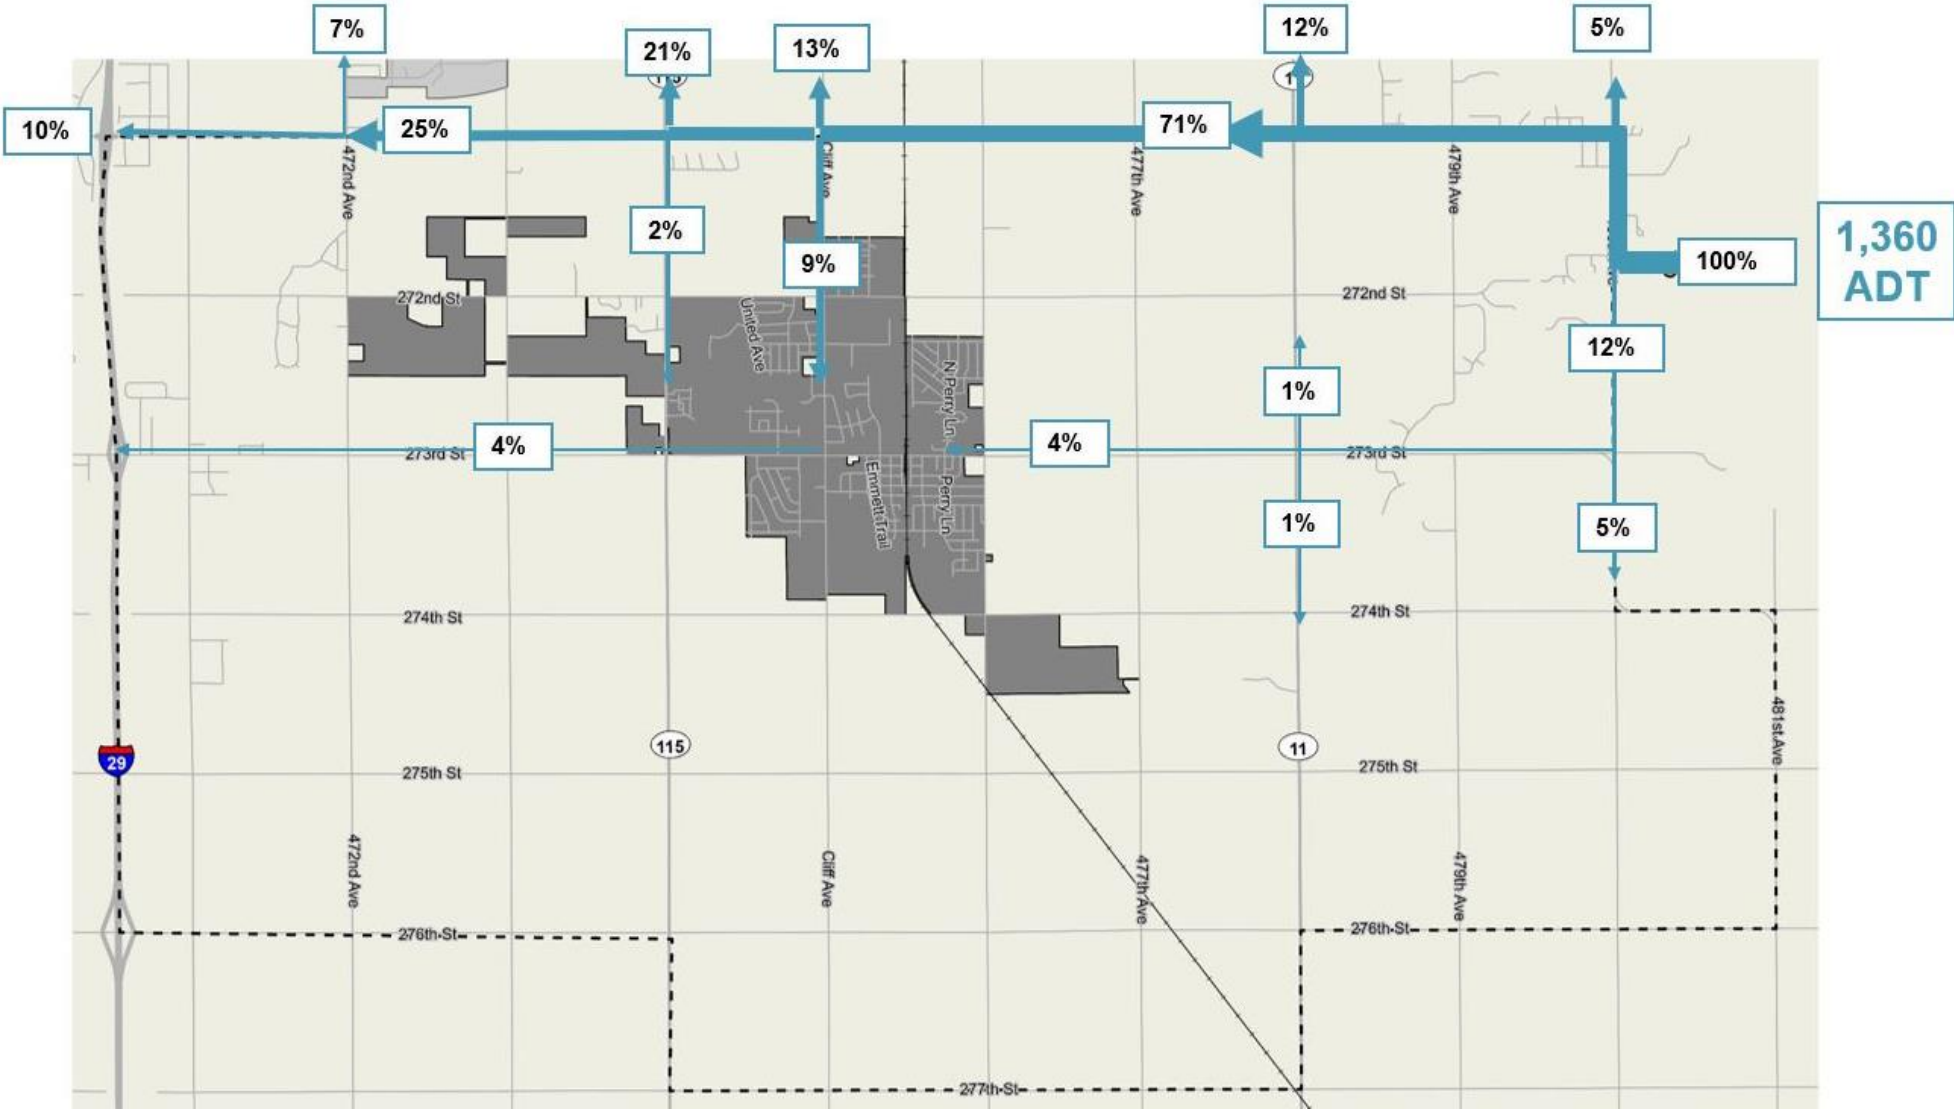 7%
21%
13%
12%
5%
10%
25%
71%
472nd Ave
Cliff Ave
477th Ave
479th Ave
2%
9%
100%
1,360
ADT
272nd St
272nd St
United Ave
12%
N Perry Ln
1%
4%
273rd St
4%
273rd St
Emmett Trail
Perry Ln
1%
5%
274th St
274th St
481st Ave
29
115
11
275th St
275th St
472nd Ave
Cliff Ave
477th Ave
479th Ave
276th St
276th St
277th St